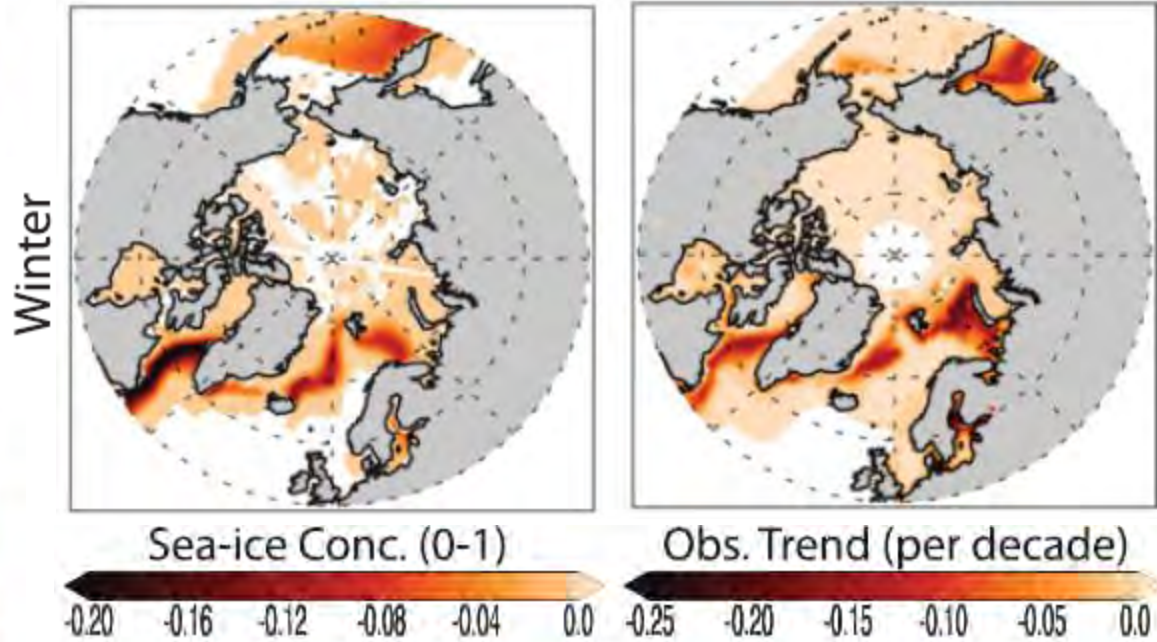 Winter
Sea-ice Conc. (0-1)
Obs. Trend (per decade)
-0.20 -0.16 -0.12 -0.08 -0.04 0.0
-0.25 -0.20 -0.15 -0.10 -0.05 0.0